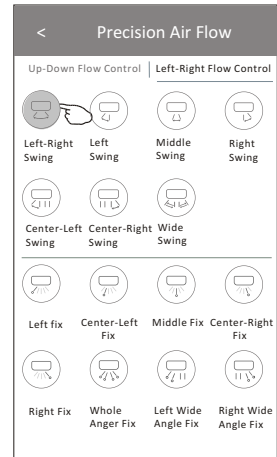 < Precision Air Flow
Up-Down Flow Control Left-Right Flow Control
Left-Right Left Middle Right
Swing Swing Swing Swing
Center-Left Center-Right Wide
Swing Swing Swing
Left fix Center-Left Middle Fix Center-Right
Fix Fix
Right Fix Whole Left Wide Right Wide
Anger Fix Angle Fix Angle Fix